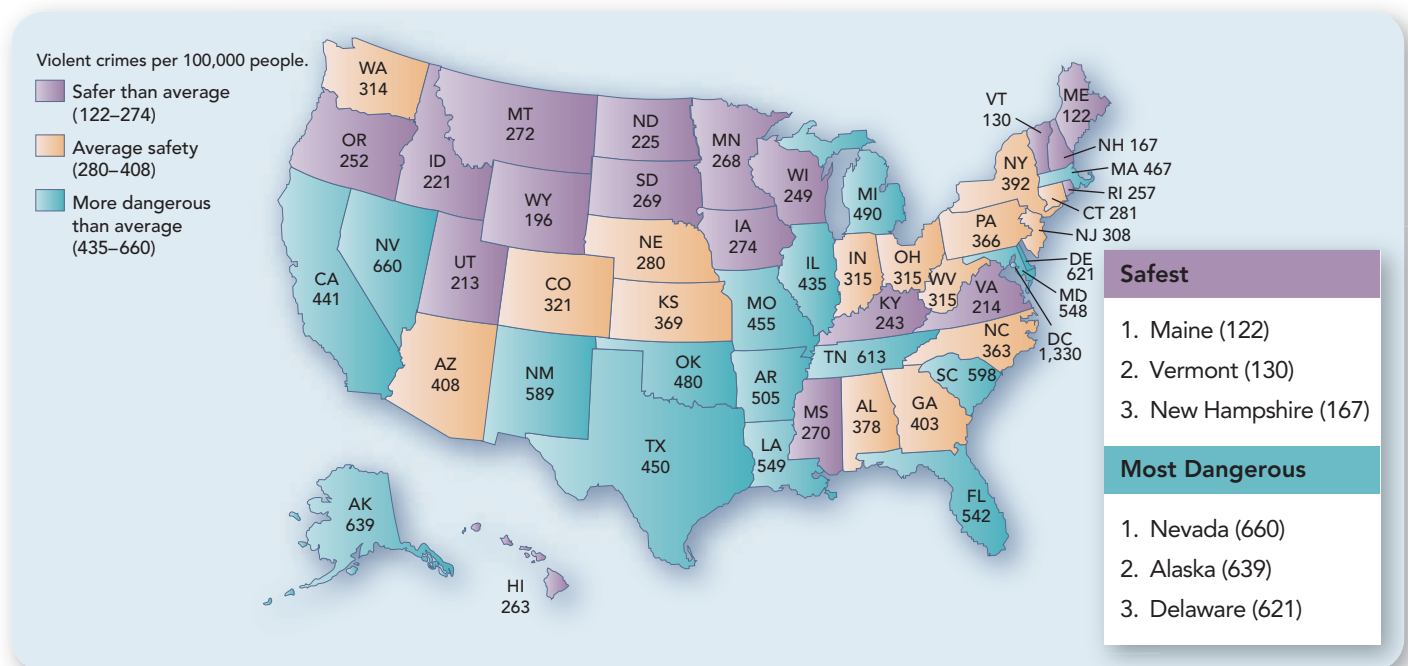 Violent crimes per 100,000 people.
Safer than average
(122–274)
Average safety
(280–408)
More dangerous
than average
(435–660)
WA
314
OR
252
ID
221
MT
272
ND
225
MN
268
SD
269
WY
196
WI
249
IA
274
NE
280
NV
660
UT
213
CA
441
CO
321
KS
369
MO
455
IL
435
IN
315
OH
315
MI
490
WV
315
VA
214
KY
243
PA
366
NY
392
VT
130
ME
122
NH 167
MA 467
RI 257
CT 281
NJ 308
DE
621
MD
548
DC
1,330
NC
363
TN 613
SC 598
AZ
408
NM
589
OK
480
AR
505
MS
270
AL
378
GA
403
TX
450
LA
549
FL
542
AK
639
HI
263
Safest
1. Maine (122)
2. Vermont (130)
3. New Hampshire (167)
Most Dangerous
1. Nevada (660)
2. Alaska (639)
3. Delaware (621)